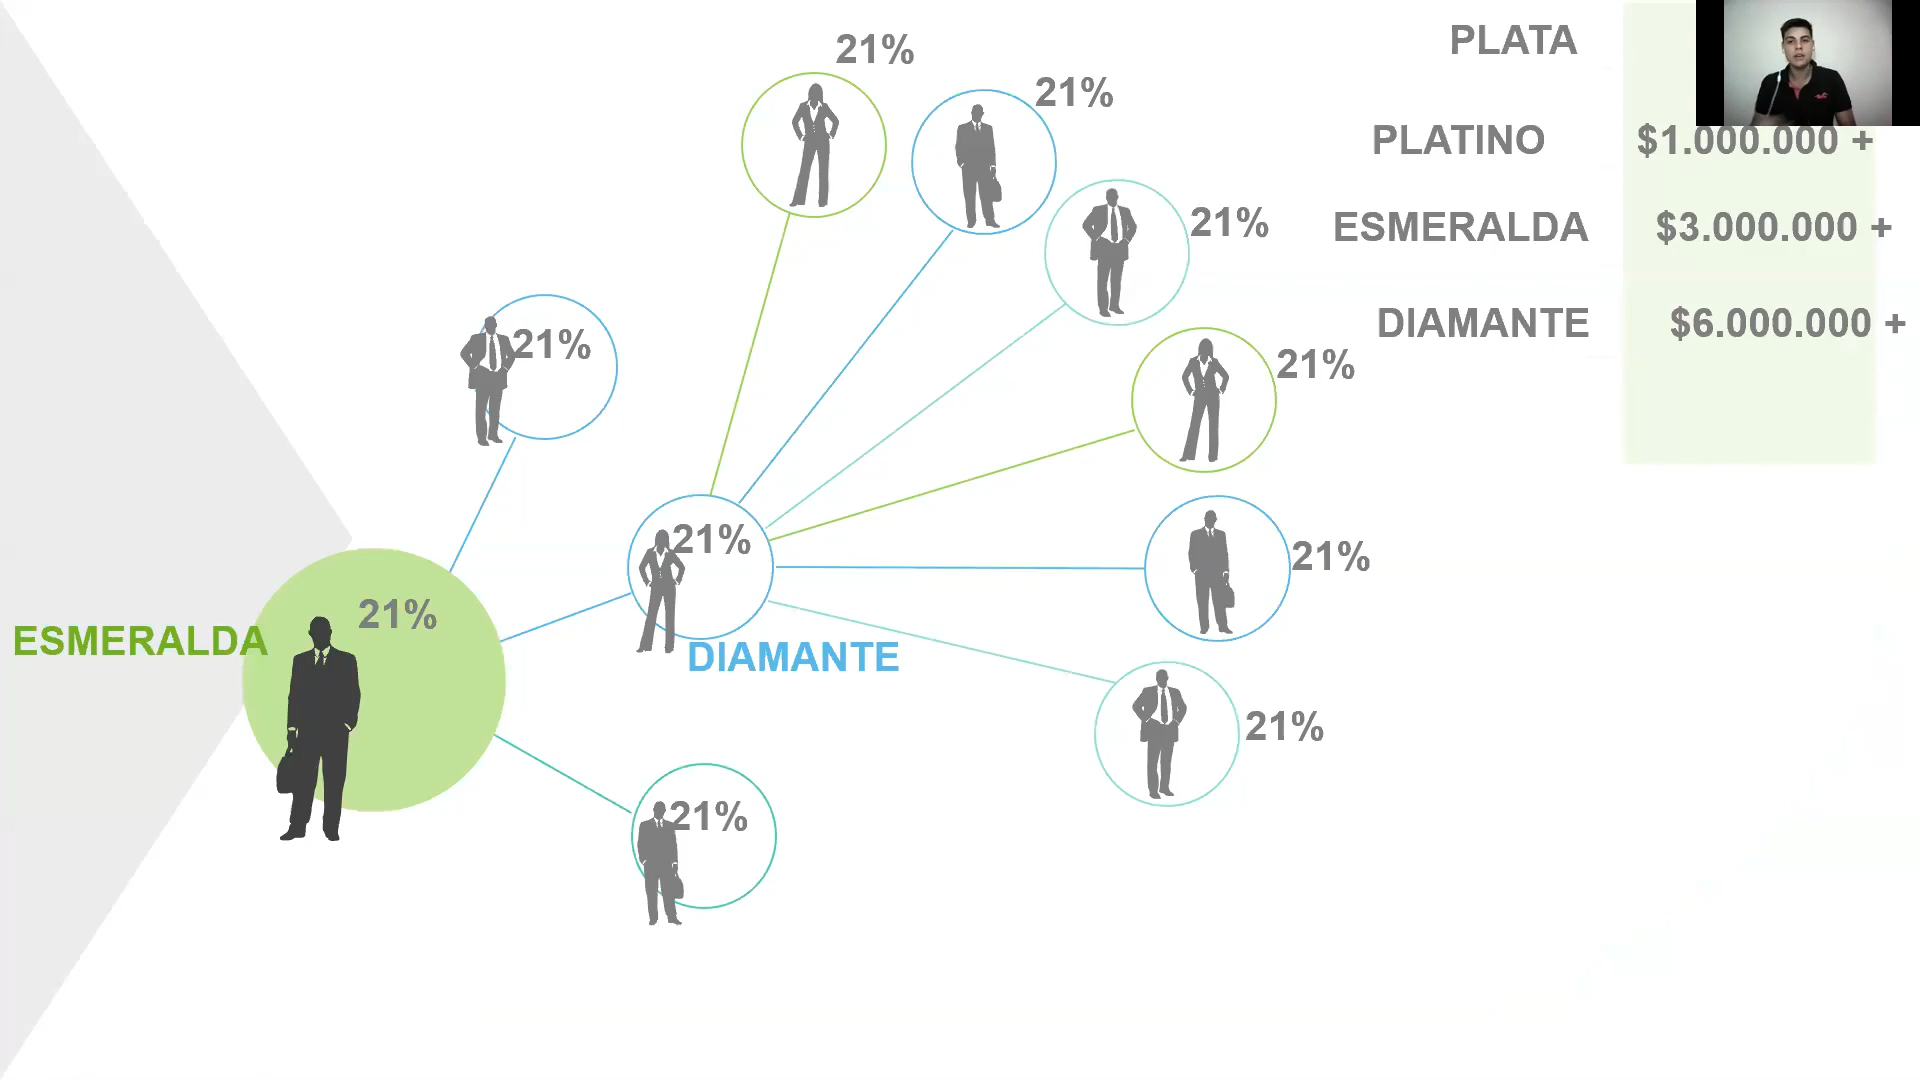 21%
21%
21%
21%
21%
21%
21%
21%
21%
21%
ESMERALDA
DIAMANTE
PLATA
PLATINO $1.000.000 +
ESMERALDA $3.000.000 +
DIAMANTE $6.000.000 +